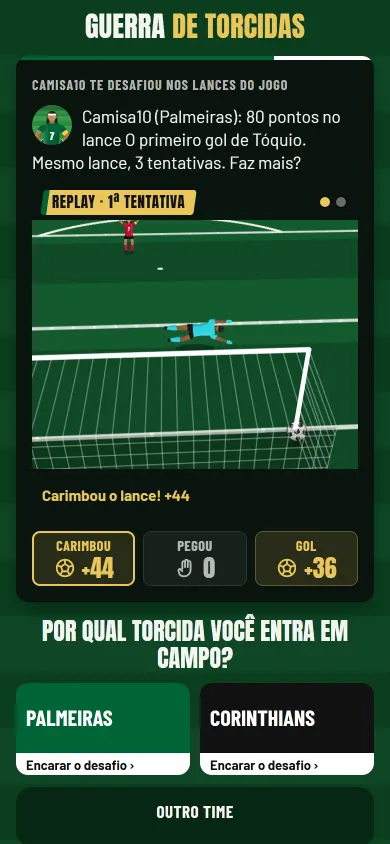 GUERRA DE TORCIDAS
CAMISA10 TE DESAFIOU NOS LANCES DO JOGO
Camisa10 (Palmeiras): 80 pontos no
lance O primeiro gol de Tóquio.
Mesmo lance, 3 tentativas. Faz mais?
REPLAY · 1ª TENTATIVA
Carimbou o lance! +44
CARIMBOU
+44
PEGOU
0
GOL
+36
POR QUAL TORCIDA VOCÊ ENTRA EM
CAMPO?
PALMEIRAS
Encarar o desafio ›
CORINTHIANS
Encarar o desafio ›
OUTRO TIME